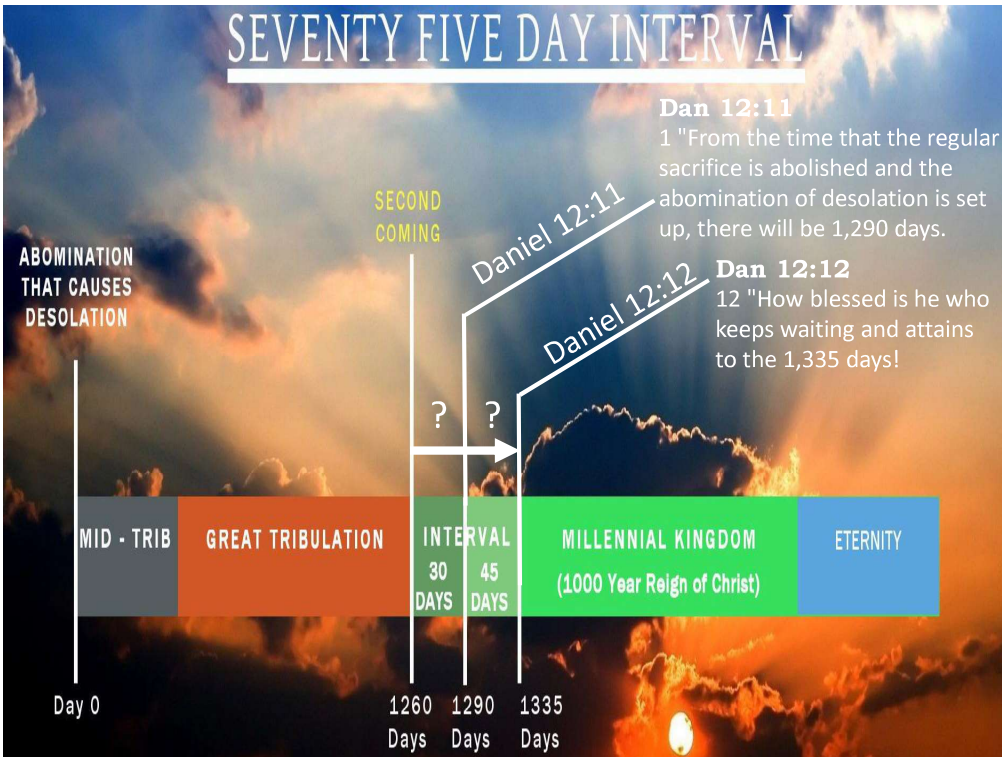 SEVENTY FIVE DAY INTERVAL
Dan 12:11
1 "From the time that the regular
sacrifice is abolished and the
abomination of desolation is set
up, there will be 1,290 days.
SECOND
COMING
Daniel 12:11
ABOMINATION
THAT CAUSES
DESOLATION
Dan 12:12
12 "How blessed is he who
keeps waiting and attains
to the 1,335 days!
Daniel 12:12
? ?
MID - TRIB
GREAT TRIBULATION
INTERVAL
30
DAYS
45
DAYS
MILLENNIAL KINGDOM
(1000 Year Reign of Christ)
ETERNITY
Day 0
1260
Days
1290
Days
1335
Days